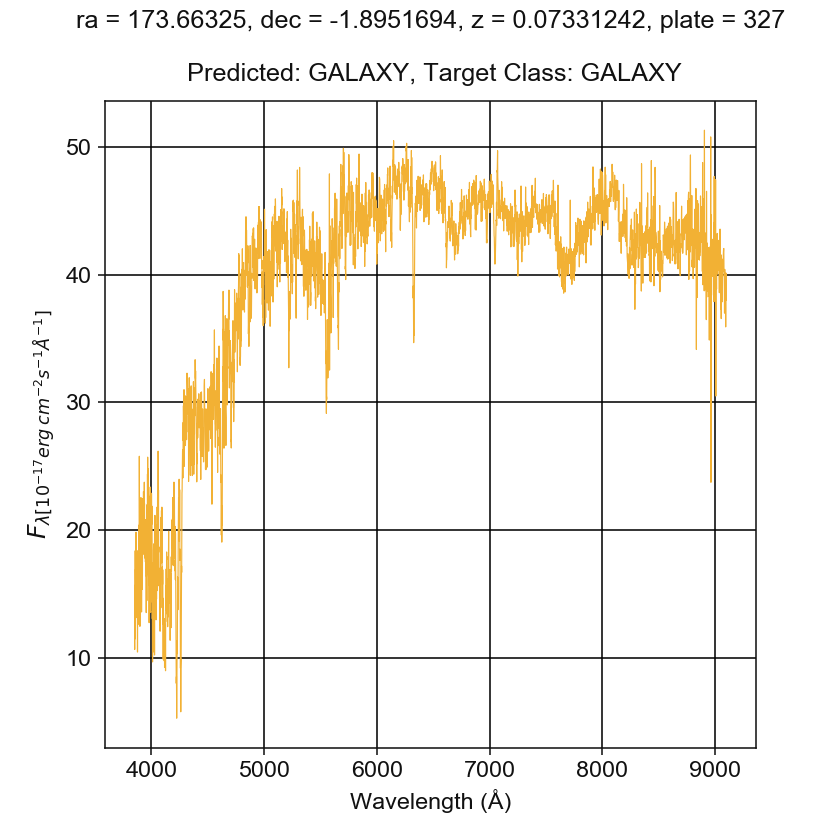 ra = 173.66325, dec = -1.8951694, z = 0.07331242, plate = 327
Predicted: GALAXY, Target Class: GALAXY
50
40
30
20
10
F_{λ[10^{−17} erg cm^{−2}s^{−1}Å^{−1}]}
4000 5000 6000 7000 8000 9000
Wavelength (Å)